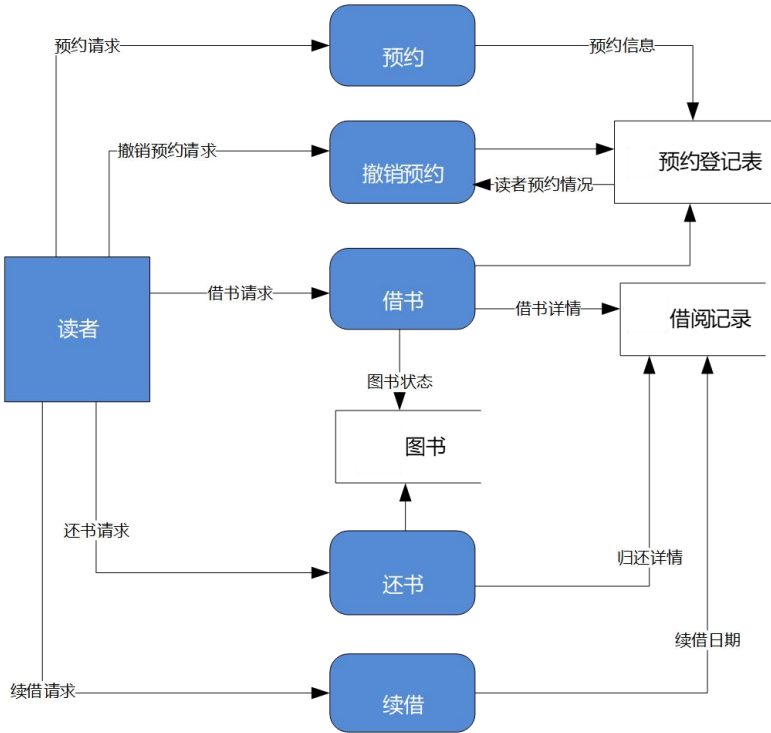 预约请求
预约
预约信息
撤销预约请求
撤销预约
读者预约情况
预约登记表
读者
借书请求
借书
借书详情
借阅记录
图书状态
图书
还书请求
还书
归还详情
续借请求
续借
续借日期